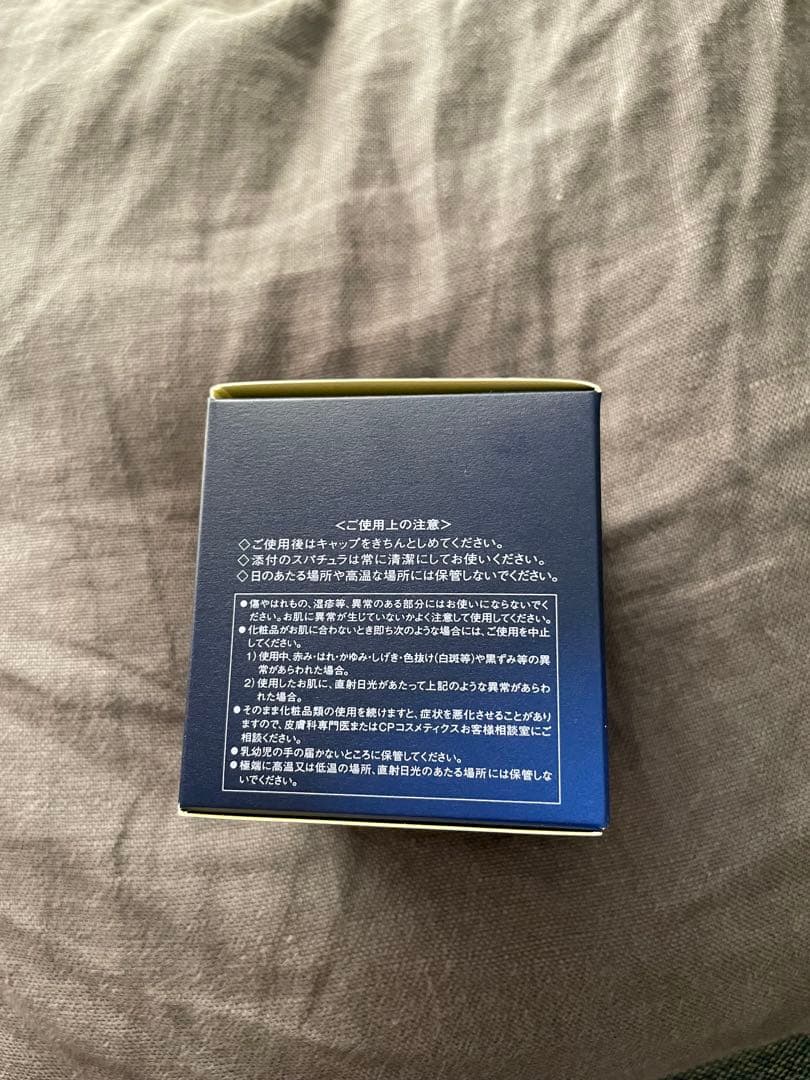 <ご使用上の注意>
◇ご使用後はキャップをきちんとしめてください。
◇添付のスパチュラは常に清潔にしてお使いください。
◇日のあたる場所や高温な場所には保管しないでください。
●傷やはれもの、湿疹等、異常のある部分にはお使いにならないでく
ださい。お肌に異常が生じていないかよく注意して使用してください。
●化粧品がお肌に合わないとき即ち次のような場合には、ご使用を中止
してください。
1)使用中、赤み・はれ・かゆみ・しげき・色抜け(白斑等)や黒ずみ等の異
常があらわれた場合。
2)使用したお肌に、直射日光があたって上記のような異常があらわ
れた場合。
●そのまま化粧品類の使用を続けますと、症状を悪化させることがあり
ますので、皮膚科専門医またはCPコスメティクスお客様相談室にご
相談ください。
●乳幼児の手の届かないところに保管してください。
●極端に高温又は低温の場所、直射日光のあたる場所には保管しな
いでください。